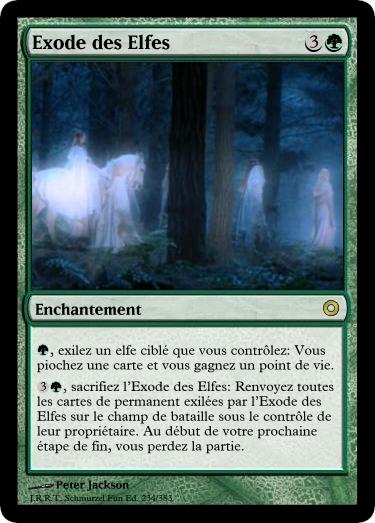 Exode des Elfes 3
Enchantement
, exilez un elfe ciblé que vous contrôlez: Vous
piochez une carte et vous gagnez un point de vie.
3 , sacrifiez l'Exode des Elfes: Renvoyez toutes
les cartes de permanent exilées par l'Exode des
Elfes sur le champ de bataille sous le contrôle de
leur propriétaire. Au début de votre prochaine
étape de fin, vous perdez la partie.
Peter Jackson
J.R.R.T. Schnurzel Fun Ed. 234/383